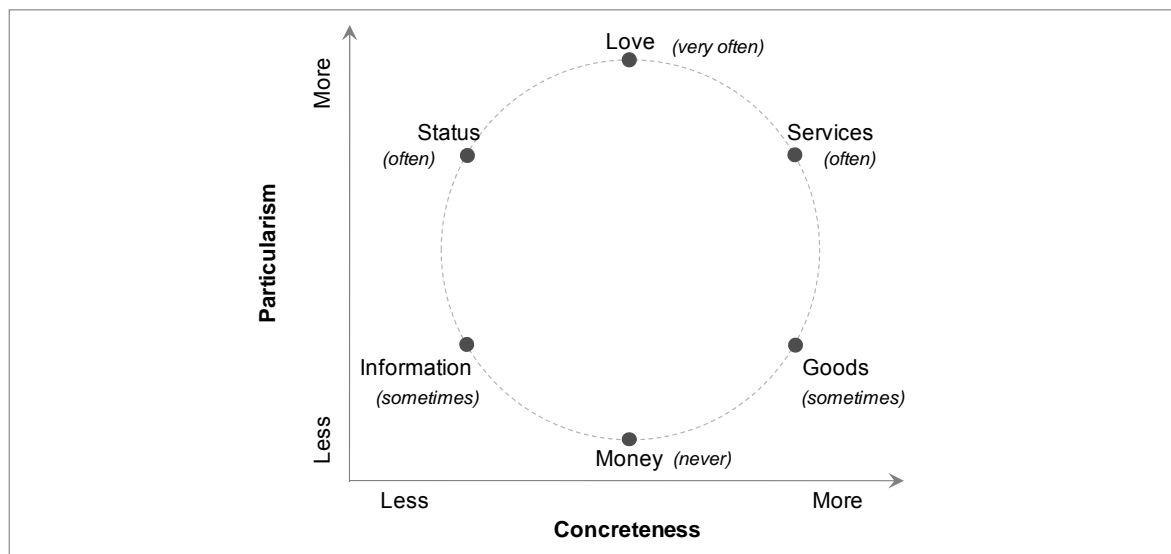 Love (very often)
More
Status
(often)
Services
(often)
Particularism
Information
(sometimes)
Goods
(sometimes)
Less
Money (never)
Less
More
Concreteness